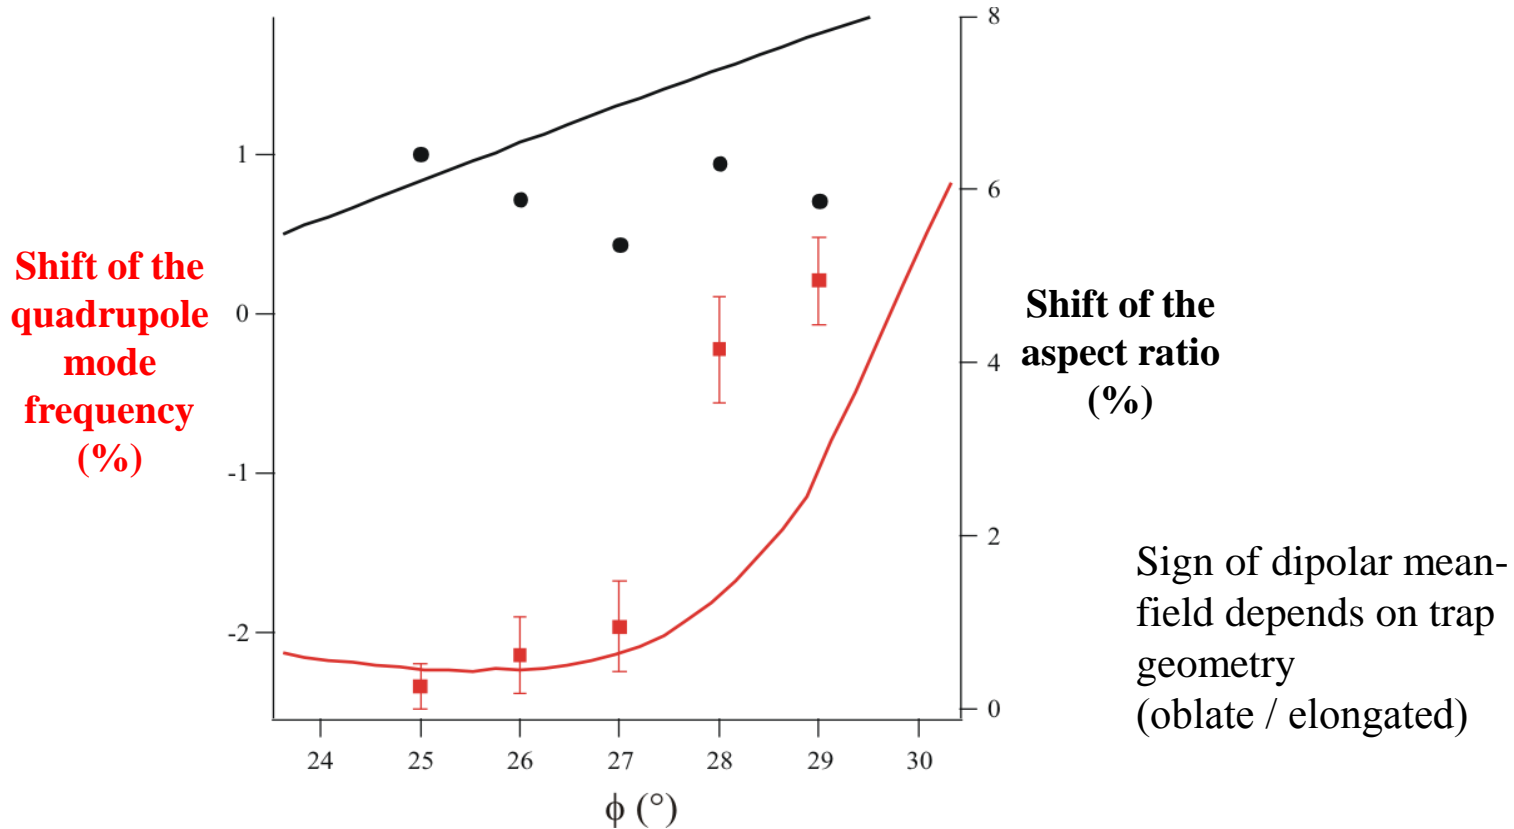 Shift of the
quadrupole
mode
frequency
(%)
1
0
-1
-2
8
6
4
2
0
Shift of the
aspect ratio
(%)
Sign of dipolar mean-
field depends on trap
geometry
(oblate / elongated)
24 25 26 27 28 29 30
ϕ (°)